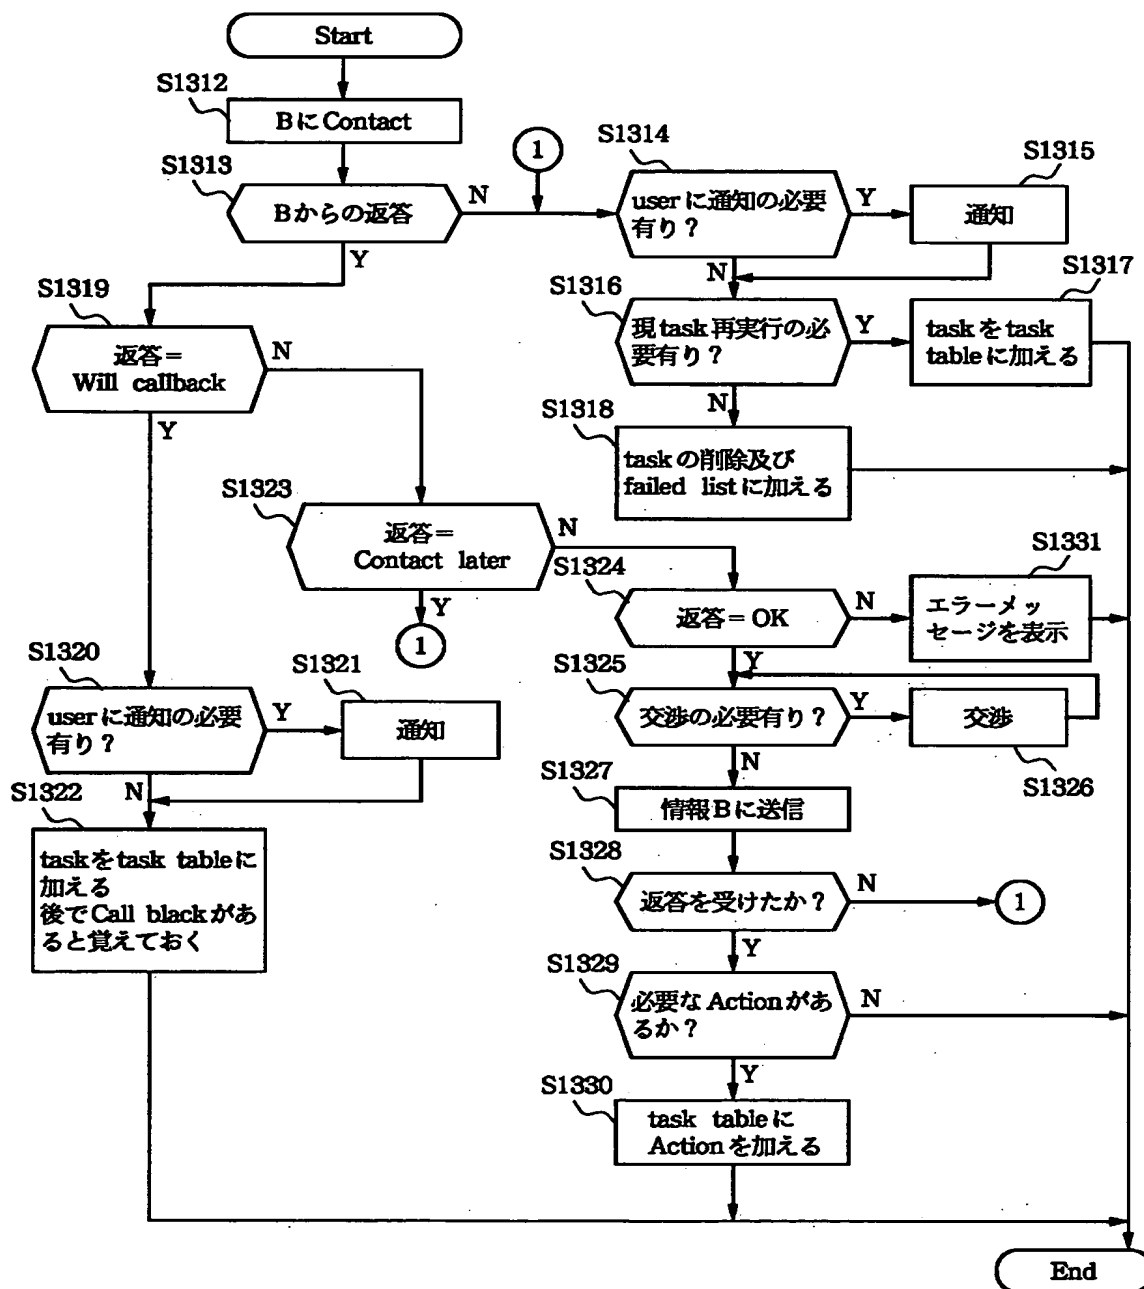 Start
S1312
BにContact
S1313
Bからの返答
N
Y
1
S1314
userに通知の必要
有り？
Y
N
S1315
通知
S1316
現task再実行の必
要有り？
Y
N
S1317
taskをtask
tableに加える
S1318
taskの削除及び
failed listに加える
S1319
返答＝
Will callback
N
Y
S1323
返答＝
Contact later
N
Y
1
S1324
返答＝OK
N
Y
S1331
エラーメッ
セージを表示
S1320
userに通知の必要
有り？
Y
N
S1321
通知
S1322
taskをtask tableに
加える
後でCall blackがあ
ると覚えておく
S1325
交渉の必要有り？
Y
N
交渉
S1326
S1327
情報Bに送信
S1328
返答を受けたか？
N
Y
1
S1329
必要なActionがあ
るか？
N
Y
S1330
task tableに
Actionを加える
End